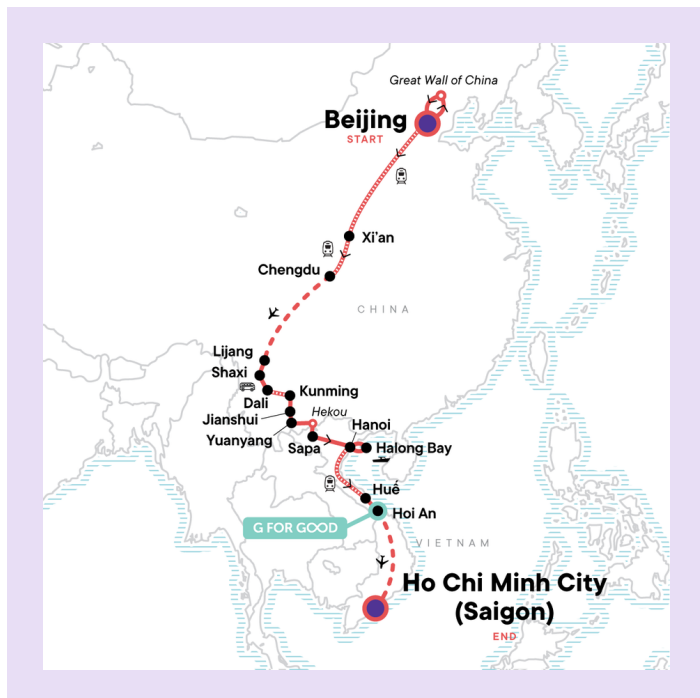 Great Wall of China
Beijing
START
Xi'an
Chengdu
CHINA
Lijang
Shaxi
Dali
Kunming
Jianshui
Hekou
Yuanyang
Hanoi
Sapa
Halong Bay
Hué
Hoi An
G FOR GOOD
VIETNAM
Ho Chi Minh City
(Saigon)
END